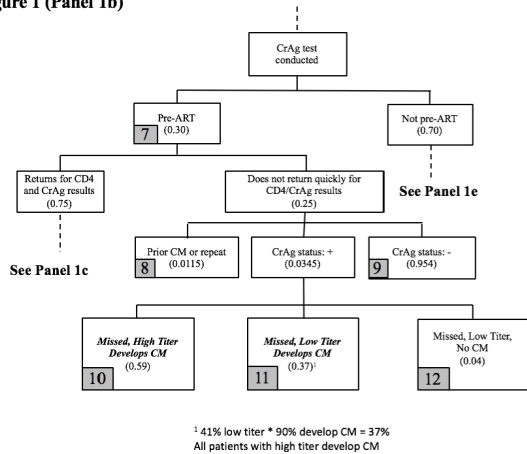 gure 1 (Panel 1b)
CrAg test
conducted
Pre-ART
(0.30)
7
Not pre-ART
(0.70)
Returns for CD4
and CrAg results
(0.75)
Does not return quickly for
CD4/CrAg results
(0.25)
See Panel 1e
See Panel 1c
Prior CM or repeat
(0.0115)
8
CrAg status: +
(0.0345)
CrAg status: -
(0.954)
9
Missed, High Titer
Develops CM
(0.59)
10
Missed, Low Titer
Develops CM
(0.37)¹
11
Missed, Low Titer,
No CM
(0.04)
12
¹ 41% low titer * 90% develop CM = 37%
All patients with high titer develop CM